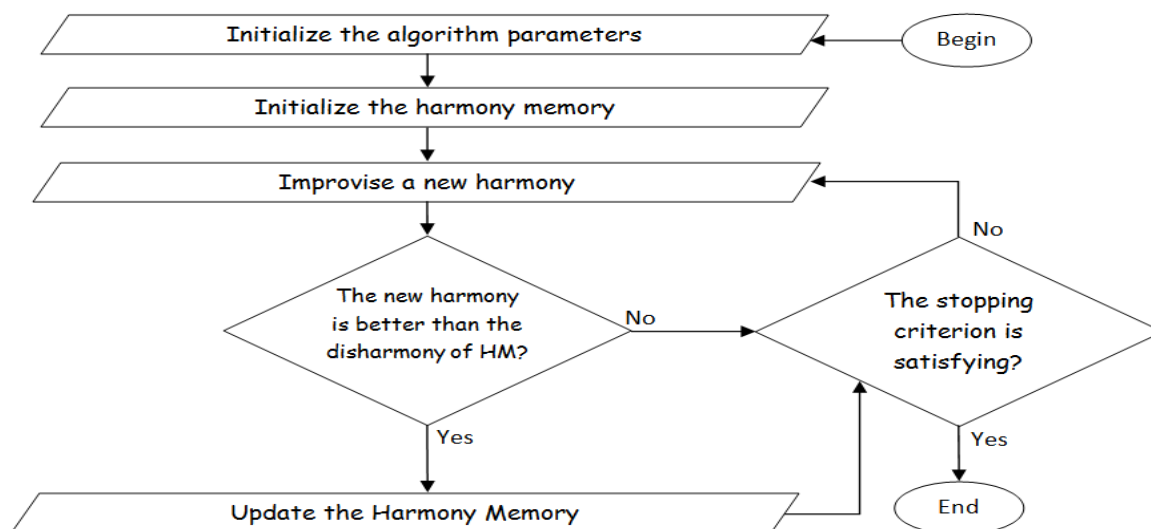 Begin
Initialize the algorithm parameters
Initialize the harmony memory
Improvise a new harmony
The new harmony
is better than the
disharmony of HM?
No
Yes
Update the Harmony Memory
The stopping
criterion is
satisfying?
No
Yes
End